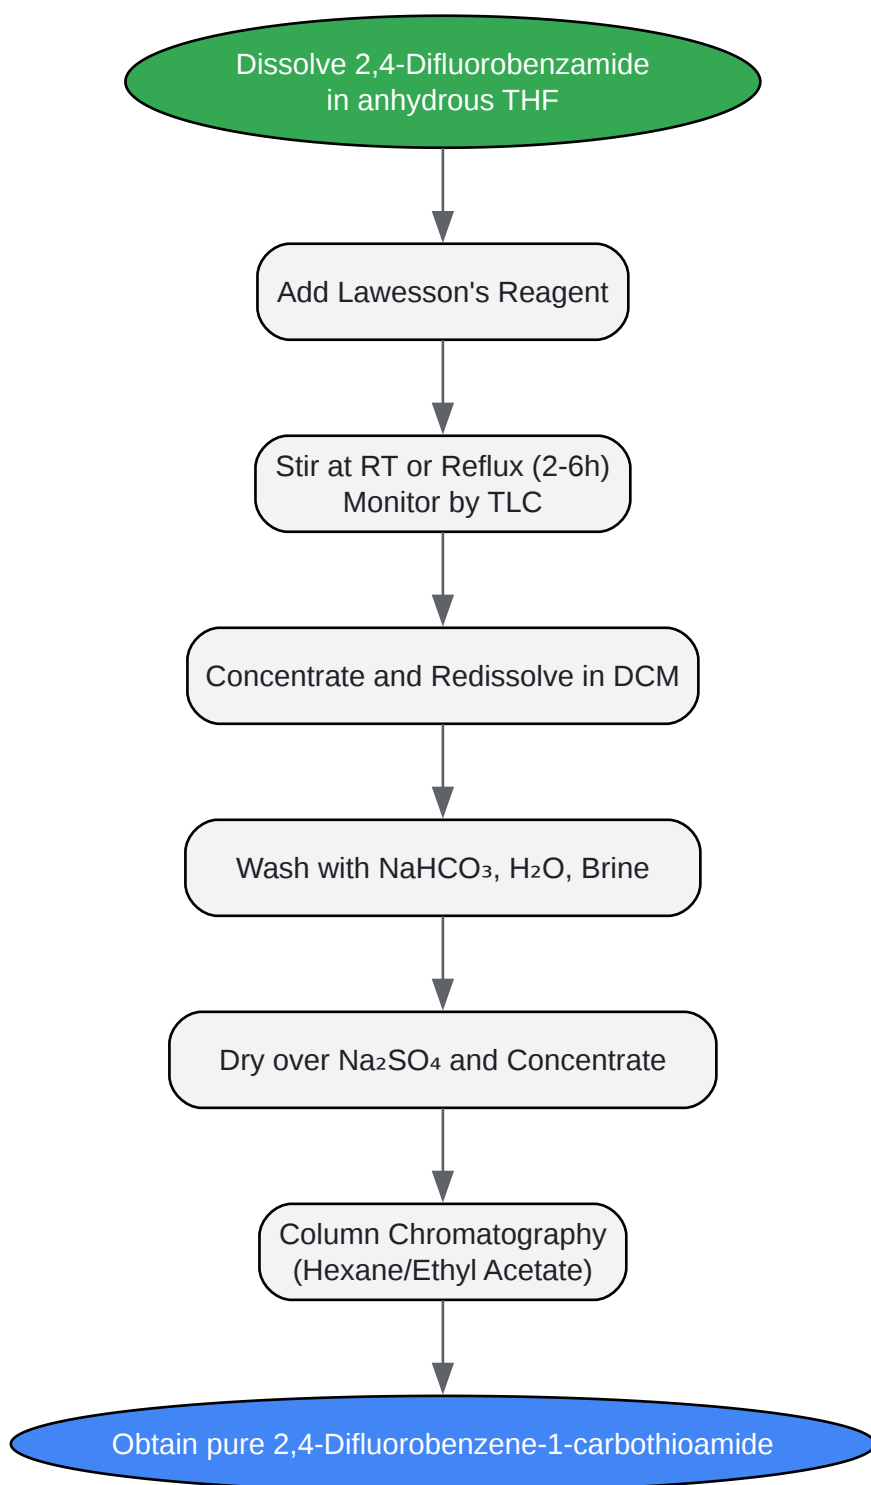 Dissolve 2,4-Difluorobenzamide
in anhydrous THF
Add Lawesson's Reagent
Stir at RT or Reflux (2-6h)
Monitor by TLC
Concentrate and Redissolve in DCM
Wash with NaHCO₃, H₂O, Brine
Dry over Na₂SO₄ and Concentrate
Column Chromatography
(Hexane/Ethyl Acetate)
Obtain pure 2,4-Difluorobenzene-1-carbothioamide